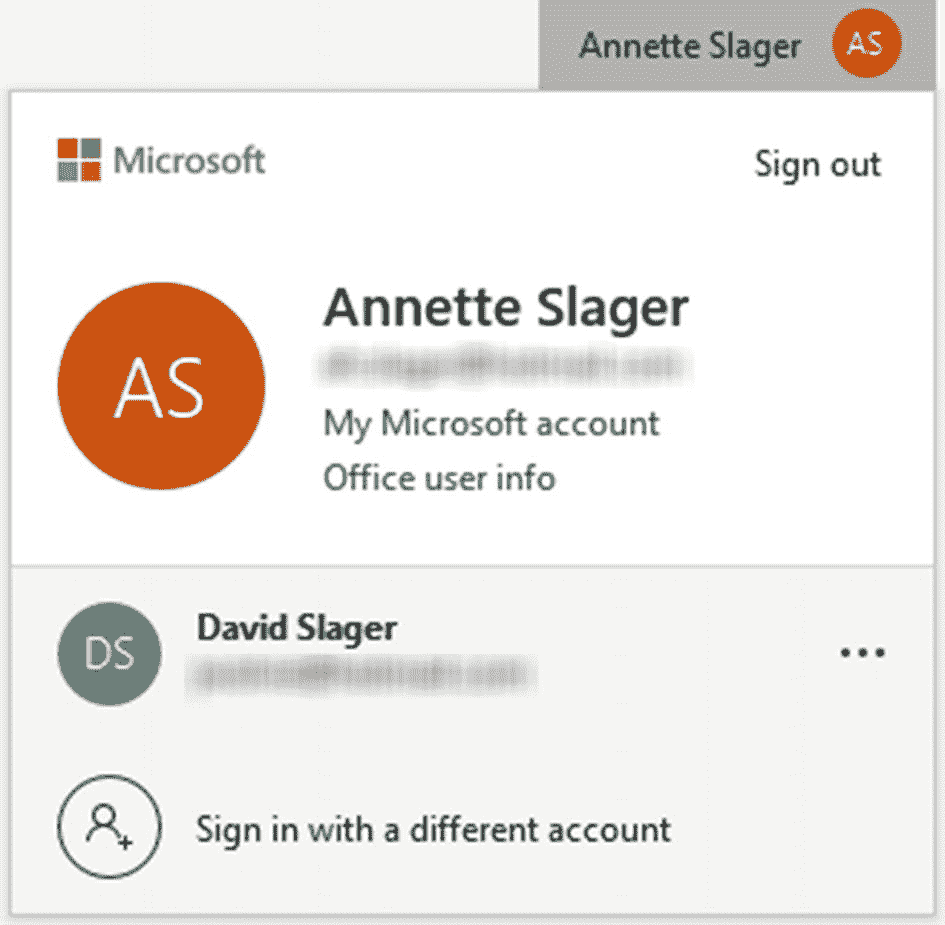 Annette Slager AS
Microsoft
Sign out
AS
Annette Slager
My Microsoft account
Office user info
DS
David Slager
Sign in with a different account